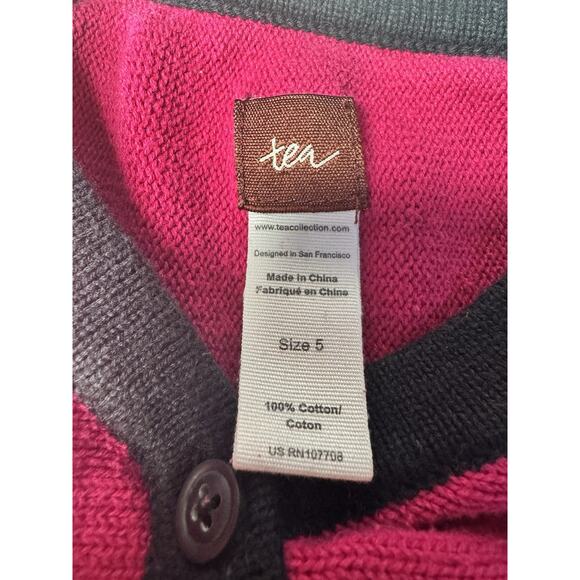 tea
www.teacollection.com
Designed in San Francisco
Made in China
Fabriqué en Chine
Size 5
100% Cotton/
Coton
US RN107708